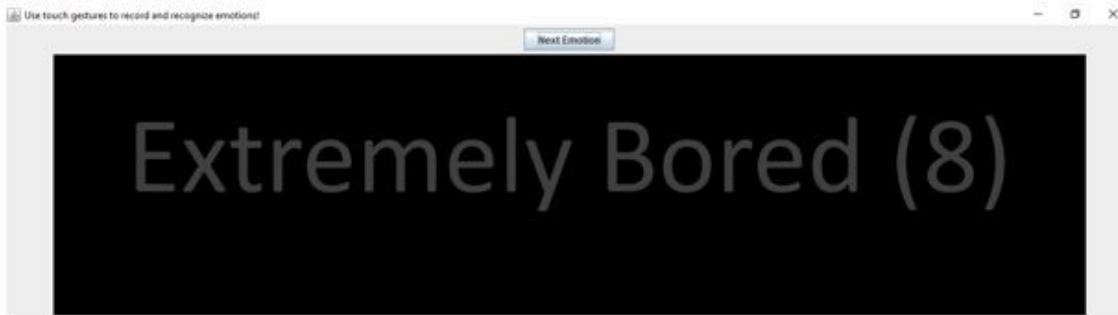 Use touch gestures to record and recognize emotions!
Next Emotion
Extremely Bored (8)